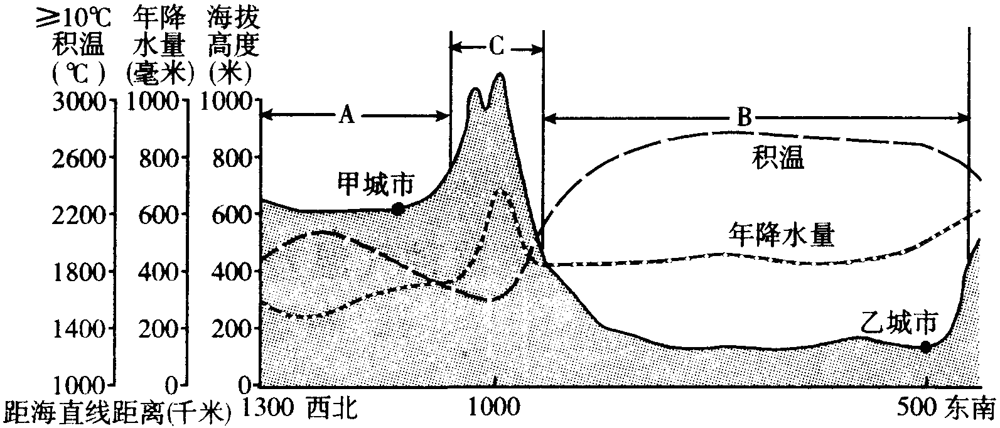 ≥10℃
积温
(℃)
年降
水量
(毫米)
海拔
高度
(米)
C
3000
1000
1000
A
B
2600
800
800
积温
甲城市
2200
600
600
年降水量
1800
400
400
1400
200
200
乙城市
1000
0
0
距海直线距离(千米) 1300 西北 1000 500 东南